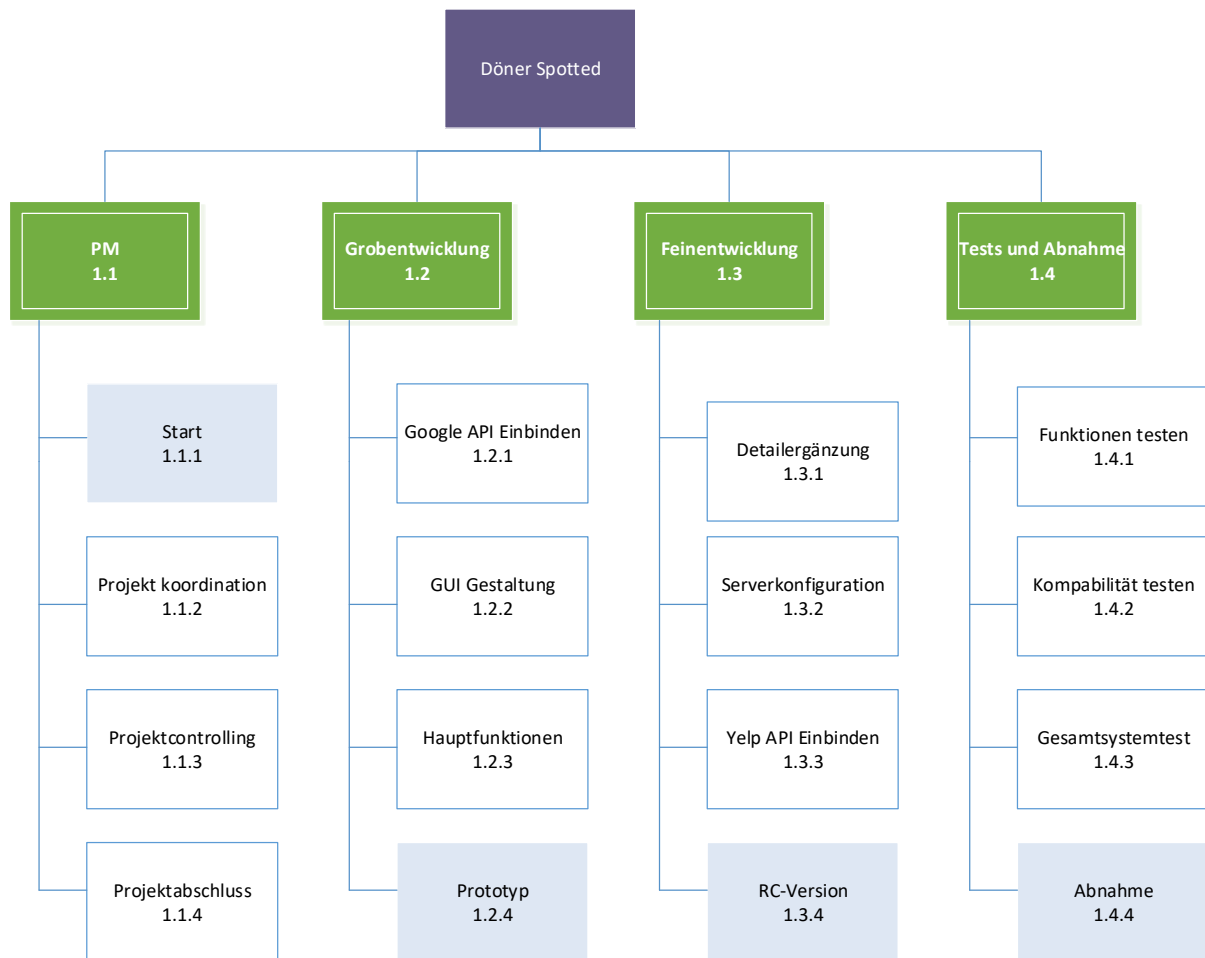 Döner Spotted
PM
1.1
Grobentwicklung
1.2
Feinentwicklung
1.3
Tests und Abnahme
1.4
Start
1.1.1
Google API Einbinden
1.2.1
Detailergänzung
1.3.1
Funktionen testen
1.4.1
Projekt koordination
1.1.2
GUI Gestaltung
1.2.2
Serverkonfiguration
1.3.2
Kompabilität testen
1.4.2
Projektcontrolling
1.1.3
Hauptfunktionen
1.2.3
Yelp API Einbinden
1.3.3
Gesamtsystemtest
1.4.3
Projektabschluss
1.1.4
Prototyp
1.2.4
RC-Version
1.3.4
Abnahme
1.4.4